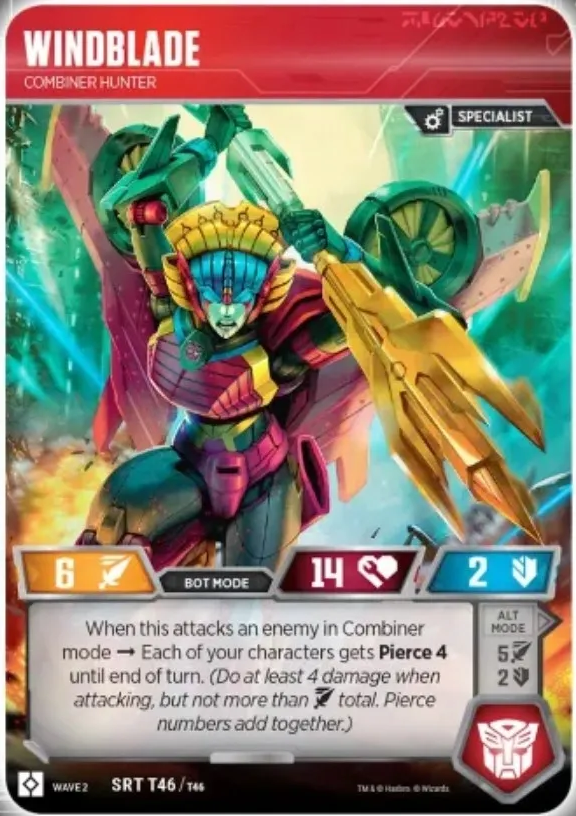 WINDBLADE
COMBINER HUNTER
SPECIALIST
6
BOT MODE
14
2
When this attacks an enemy in Combiner
mode → Each of your characters gets Pierce 4
until end of turn. (Do at least 4 damage when
attacking, but not more than total. Pierce
numbers add together.)
ALT
MODE
5
2
WAVE 2
SRT T46/T46
TM & © Hasbro. © Wizards